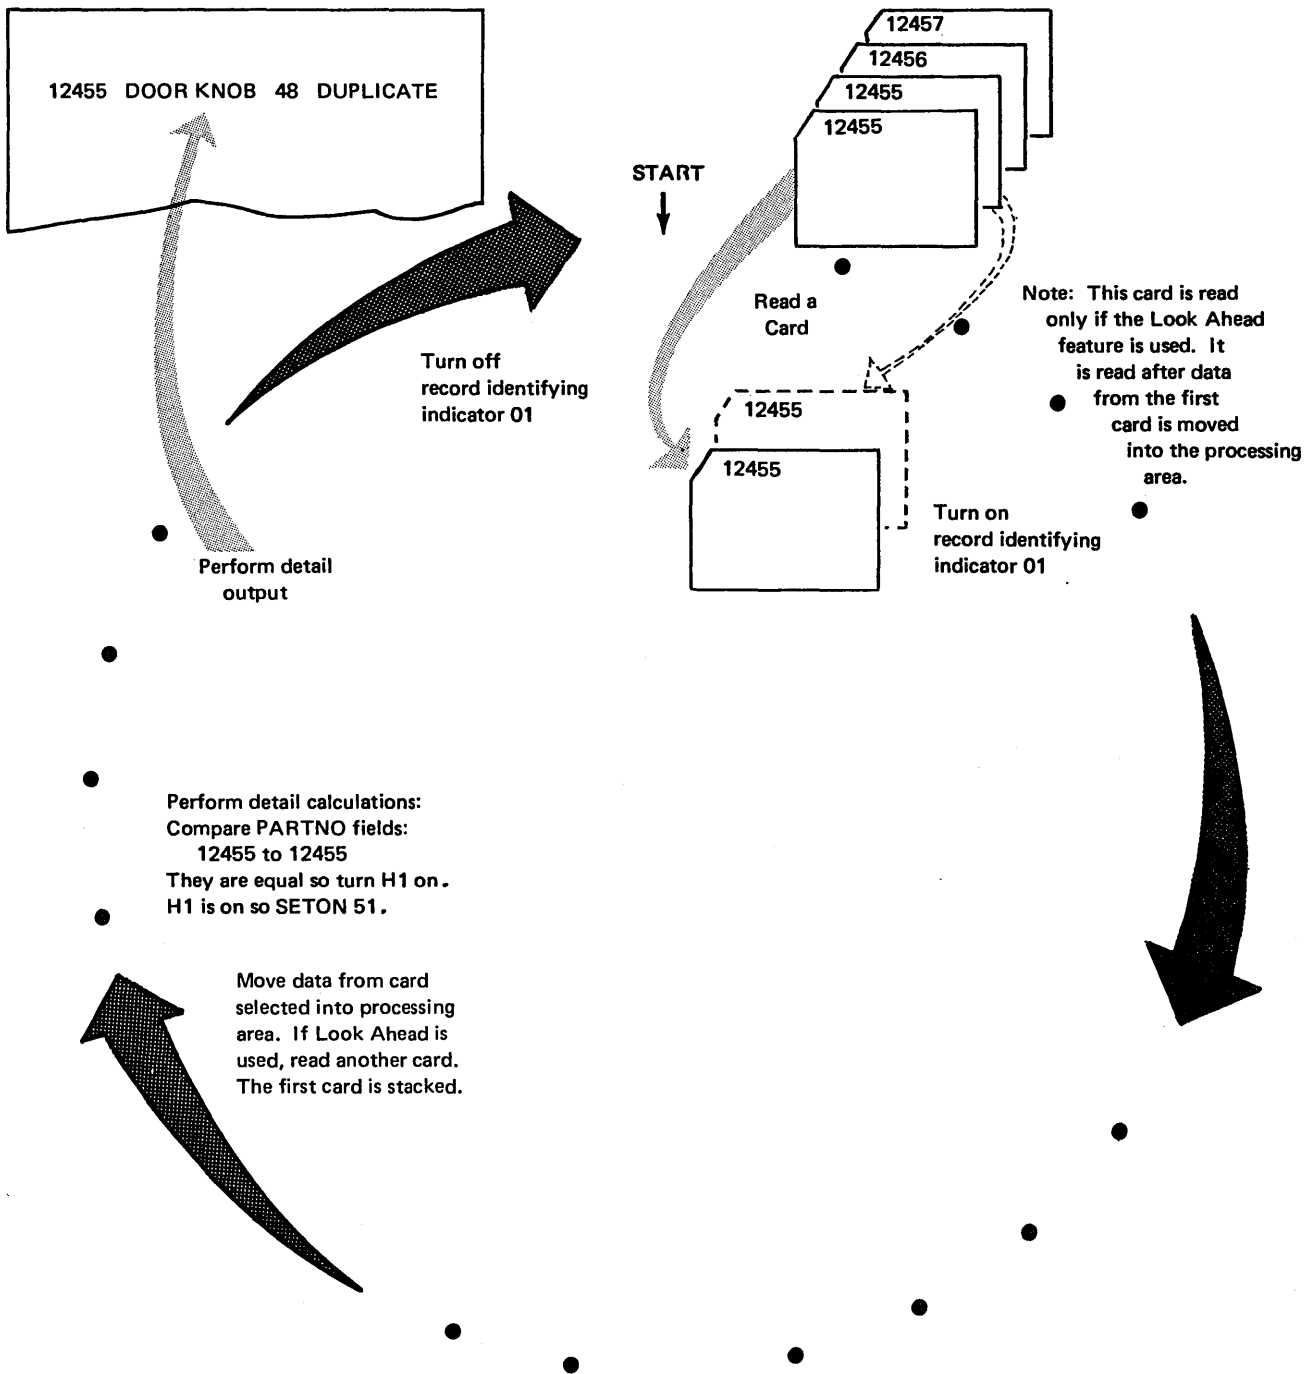 12455 DOOR KNOB 48 DUPLICATE
12457
12456
12455
12455
START
Read a
Card
Note: This card is read
only if the Look Ahead
feature is used. It
is read after data
from the first
card is moved
into the processing
area.
Turn off
record identifying
indicator 01
12455
12455
Turn on
record identifying
indicator 01
Perform detail
output
Perform detail calculations:
Compare PARTNO fields:
12455 to 12455
They are equal so turn H1 on.
H1 is on so SETON 51.
Move data from card
selected into processing
area. If Look Ahead is
used, read another card.
The first card is stacked.